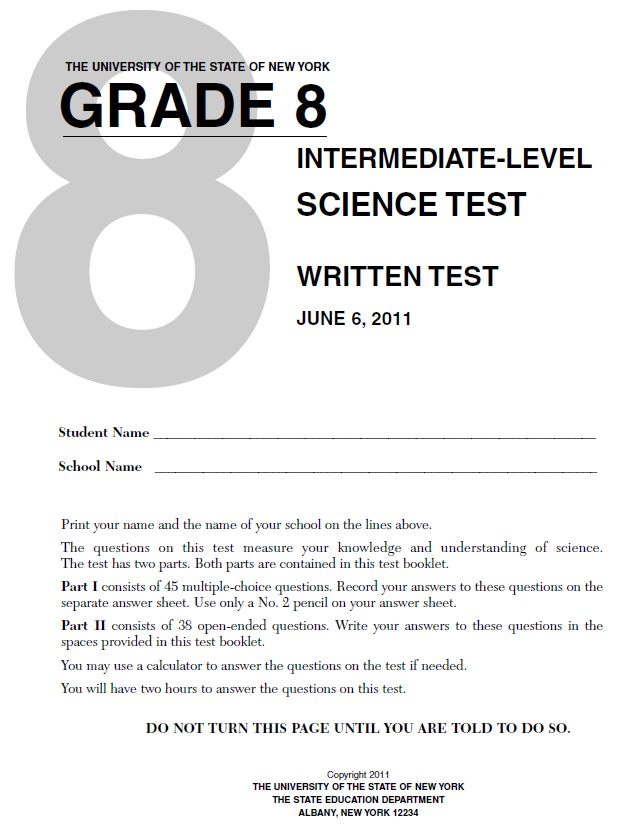 THE UNIVERSITY OF THE STATE OF NEW YORK
GRADE 8
8
INTERMEDIATE-LEVEL
SCIENCE TEST
WRITTEN TEST
JUNE 6, 2011
Student Name
School Name
Print your name and the name of your school on the lines above.
The questions on this test measure your knowledge and understanding of science.
The test has two parts. Both parts are contained in this test booklet.
Part I consists of 45 multiple-choice questions. Record your answers to these questions on the
separate answer sheet. Use only a No. 2 pencil on your answer sheet.
Part II consists of 38 open-ended questions. Write your answers to these questions in the
spaces provided in this test booklet.
You may use a calculator to answer the questions on the test if needed.
You will have two hours to answer the questions on this test.
DO NOT TURN THIS PAGE UNTIL YOU ARE TOLD TO DO SO.
Copyright 2011
THE UNIVERSITY OF THE STATE OF NEW YORK
THE STATE EDUCATION DEPARTMENT
ALBANY, NEW YORK 12234